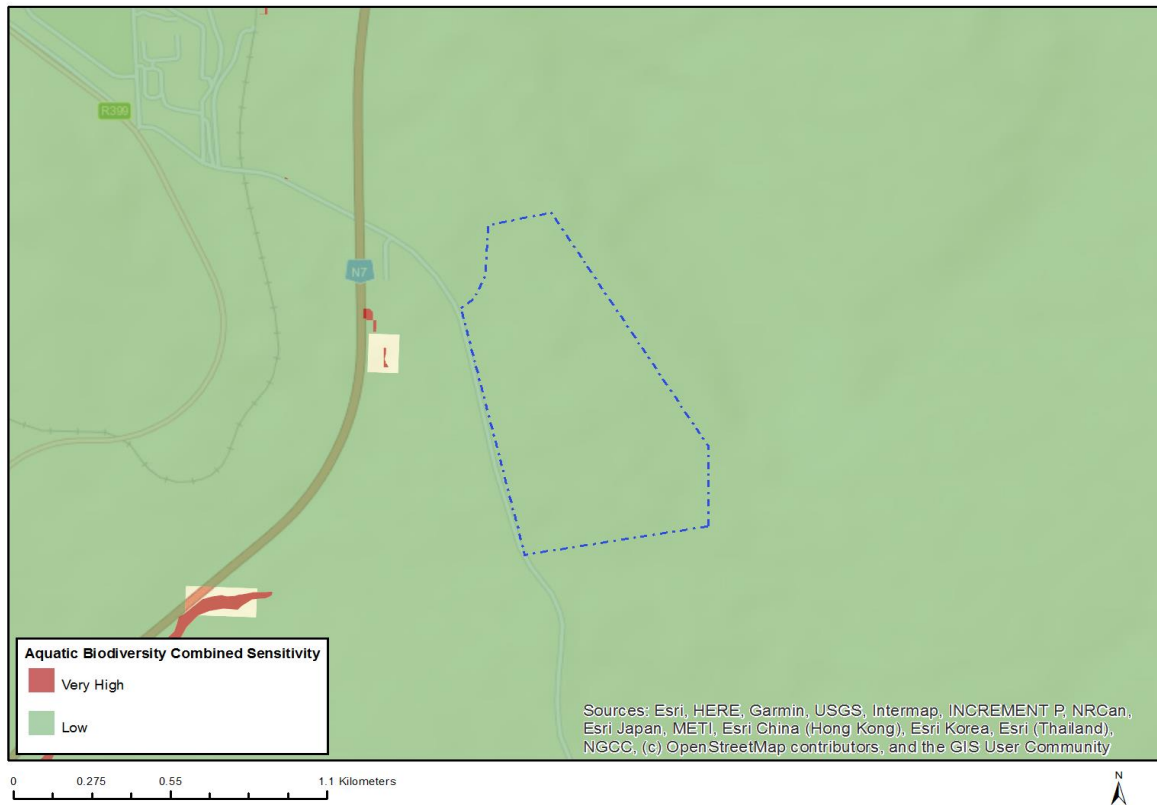 R399
N7
Aquatic Biodiversity Combined Sensitivity
Very High
Low
Sources: Esri, HERE, Garmin, USGS, Intermap, INCREMENT P, NRCan,
Esri Japan, METI, Esri China (Hong Kong), Esri Korea, Esri (Thailand),
NGCC, (c) OpenStreetMap contributors, and the GIS User Community
0 0.275 0.55 1.1 Kilometers
N